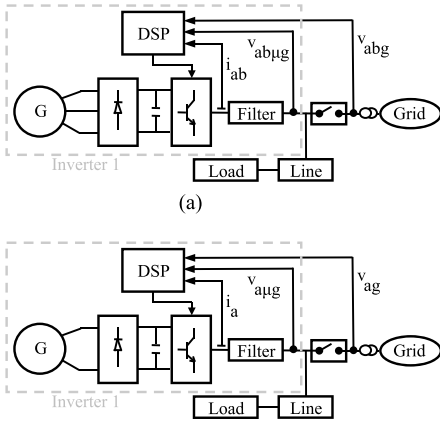 DSP
v_abg
v_abμg
i_ab
G
Filter
Grid
Inverter 1
Load
Line
(a)
DSP
v_ag
v_aμg
i_a
G
Filter
Grid
Inverter 1
Load
Line